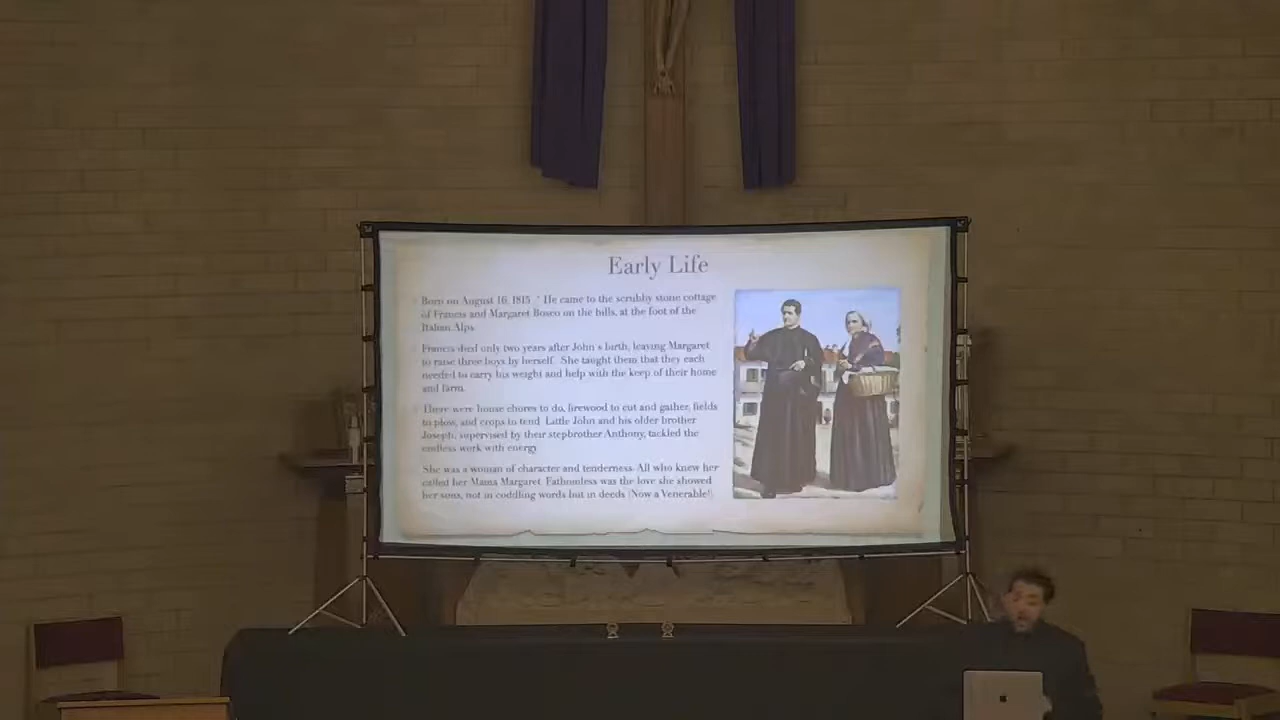 Early Life
Born on August 16, 1815 " He came to the scrubby stone cottage
of Francis and Margaret Bosco on the hills, at the foot of the
Italian Alps
Francis died only two years after John s birth, leaving Margaret
to raise three boys by herself. She taught them that they each
needed to carry his weight and help with the keep of their home
and farm.
There were house chores to do, firewood to cut and gather, fields
to plow, and crops to tend. Little John and his older brother
Joseph, supervised by their stepbrother Anthony, tackled the
endless work with energy
She was a woman of character and tenderness. All who knew her
called her Mama Margaret. Fathomless was the love she showed
her sons, not in coddling words but in deeds (Now a Venerable!)